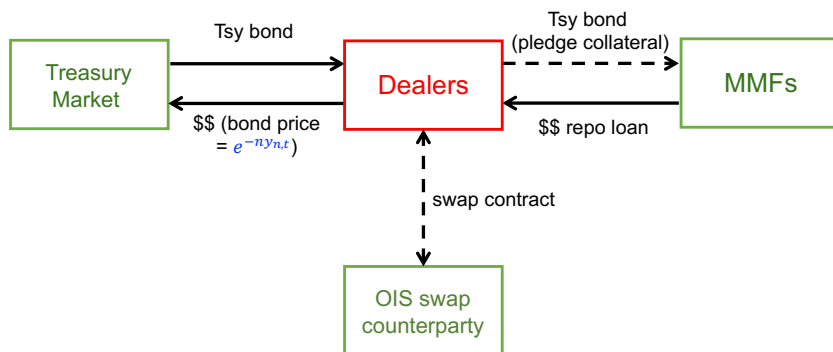 Tsy bond
Tsy bond
(pledge collateral)
Treasury
Market
Dealers
MMFs
$$ (bond price
= e^{-ny_{n,t}})
$$ repo loan
swap contract
OIS swap
counterparty